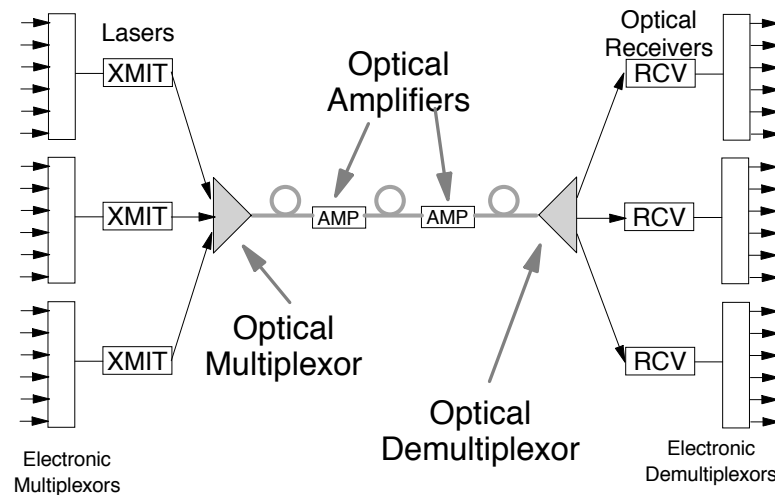 Lasers
XMIT
XMIT
XMIT
Electronic
Multiplexors
Optical
Amplifiers
AMP
AMP
Optical
Multiplexor
Optical
Demultiplexor
Optical
Receivers
RCV
RCV
RCV
Electronic
Demultiplexors